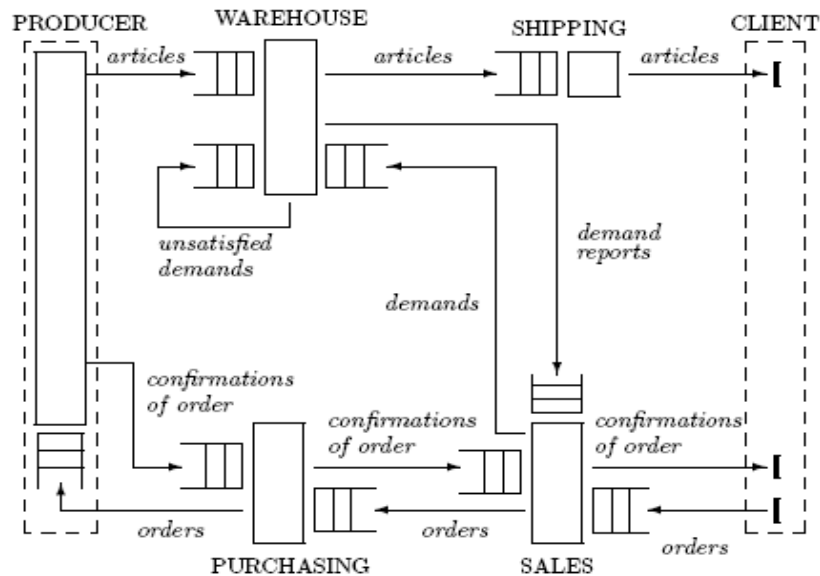 PRODUCER
WAREHOUSE
SHIPPING
CLIENT
articles
articles
articles
unsatisfied
demands
demand
reports
demands
confirmations
of order
confirmations
of order
confirmations
of order
orders
orders
orders
PURCHASING
SALES